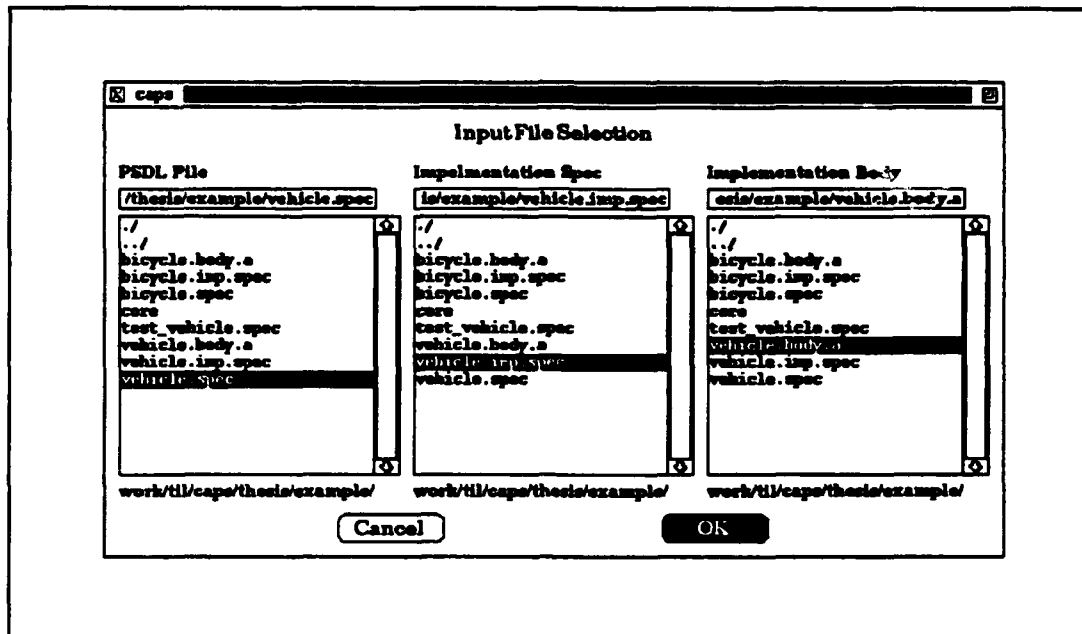 caps
Input File Selection
PSDL File
/thesis/example/vehicle.spec
./
../
bicycle.body.a
bicycle.imp.spec
bicycle.spec
core
test_vehicle.spec
vehicle.body.a
vehicle.imp.spec
vehicle.spec
work/til/caps/thesis/example/
Impelmentation Spec
is/example/vehicle.imp.spec
./
../
bicycle.body.a
bicycle.imp.spec
bicycle.spec
core
test_vehicle.spec
vehicle.body.a
vehicle.imp.spec
vehicle.spec
work/til/caps/thesis/example/
Implementation Body
esis/example/vehicle.body.a
./
../
bicycle.body.a
bicycle.imp.spec
bicycle.spec
core
test_vehicle.spec
vehicle.body.a
vehicle.imp.spec
vehicle.spec
work/til/caps/thesis/example/
Cancel
OK